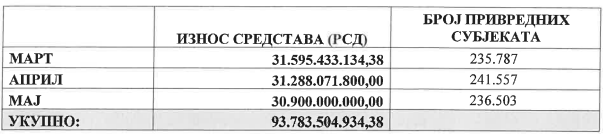 ИЗНОС СРЕДСТАВА (РСД) БРОЈ ПРИВРЕДНИХ СУБЈЕКАТА
МАРТ 31.595.433.134,38 235.787
АПРИЛ 31.288.071.800,00 241.557
МАЈ 30.900.000.000,00 236.503
УКУПНО: 93.783.504.934,38